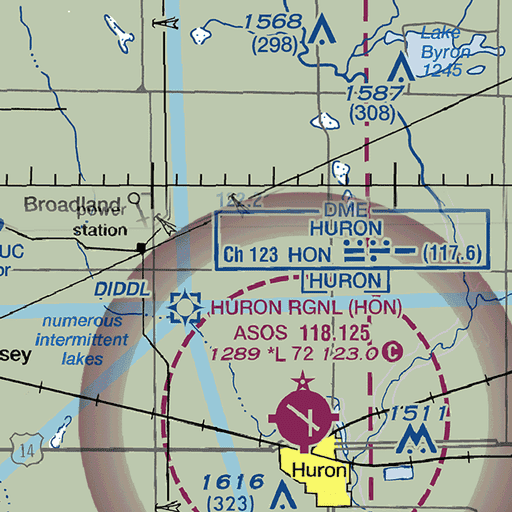 1568
(298)
Lake
Byron
1245
1587
(308)
Broadland
power
station
122.2
DME
HURON
Ch 123 HON (117.6)
HURON
UC
or
DIDDL
HURON RGNL (HON)
ASOS 118.125
1289 *L 72 123.0 C
numerous
intermittent
lakes
sey
14
1511
Huron
1616
(323)